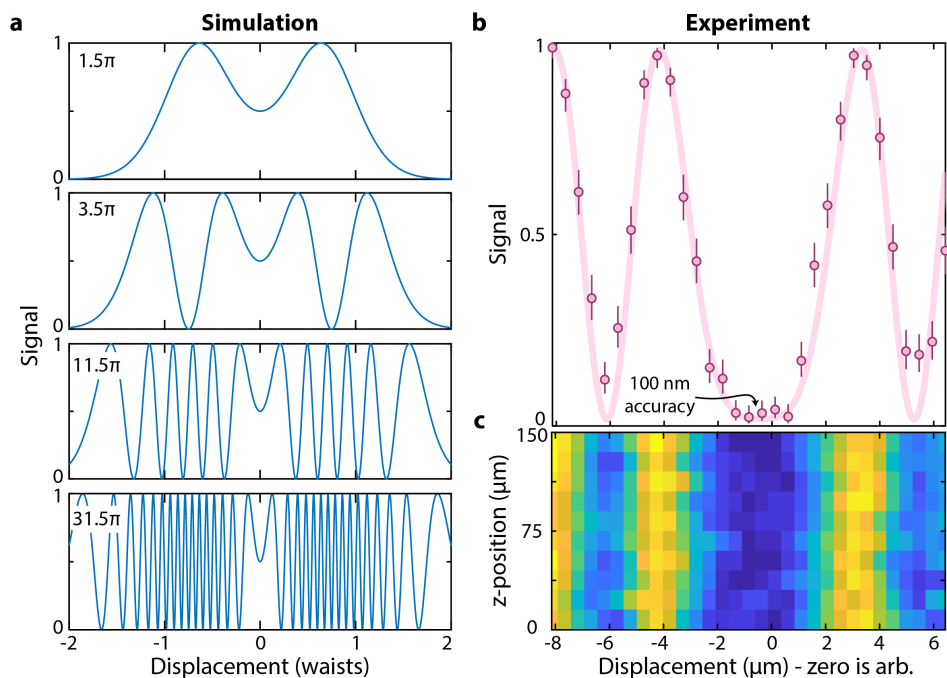 a
Simulation
1
1.5π
0
1
3.5π
0
1
11.5π
0
1
31.5π
0
-2
-1
0
1
2
Signal
Displacement (waists)
b
Experiment
1
0.5
0
Signal
100 nm
accuracy
c
150
75
0
z-position (μm)
-8
-6
-4
-2
0
2
4
6
Displacement (μm) - zero is arb.